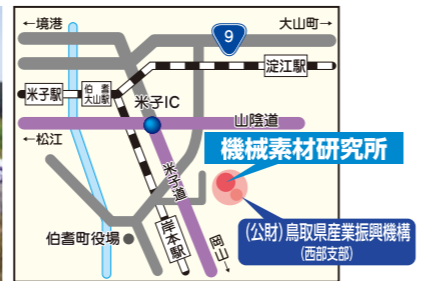 ←境港
大山町→
9
淀江駅
米子駅
伯耆
大山駅
米子IC
山陰道
←松江
機械素材研究所
米子道
(公財)鳥取県産業振興機構
(西部支部)
伯耆町役場
岸本駅
岡山→